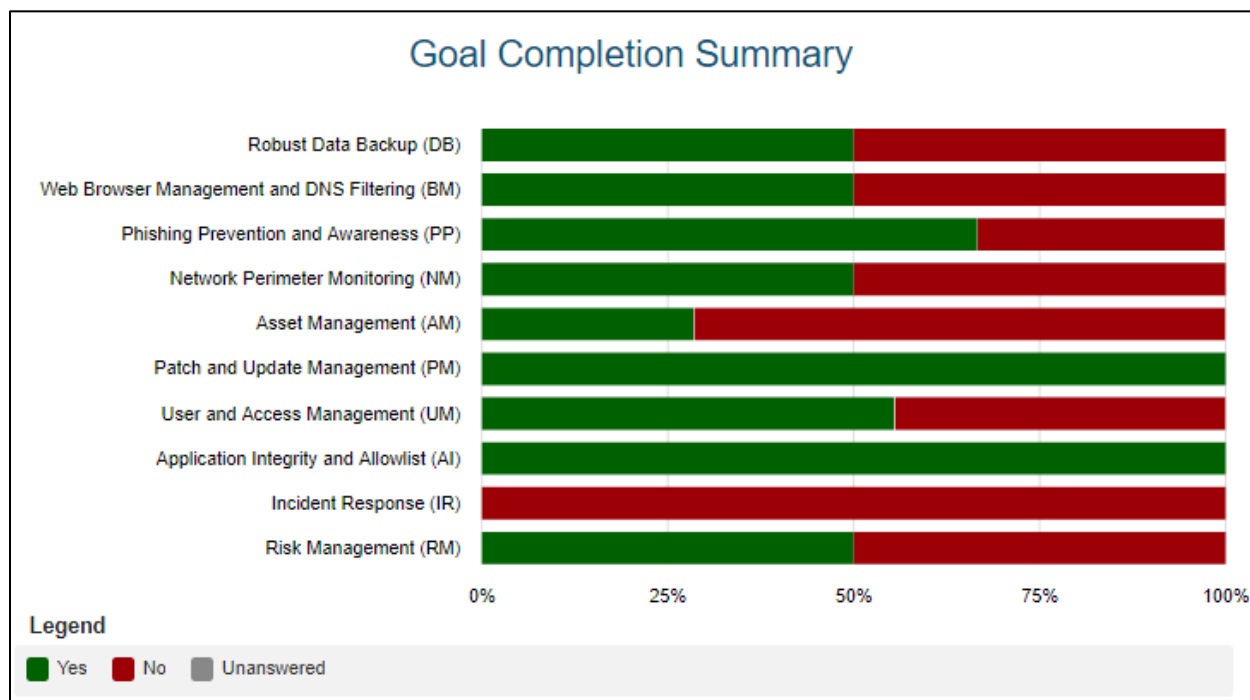 Goal Completion Summary
Robust Data Backup (DB)
Web Browser Management and DNS Filtering (BM)
Phishing Prevention and Awareness (PP)
Network Perimeter Monitoring (NM)
Asset Management (AM)
Patch and Update Management (PM)
User and Access Management (UM)
Application Integrity and Allowlist (AI)
Incident Response (IR)
Risk Management (RM)
0% 25% 50% 75% 100%
Legend
Yes No Unanswered